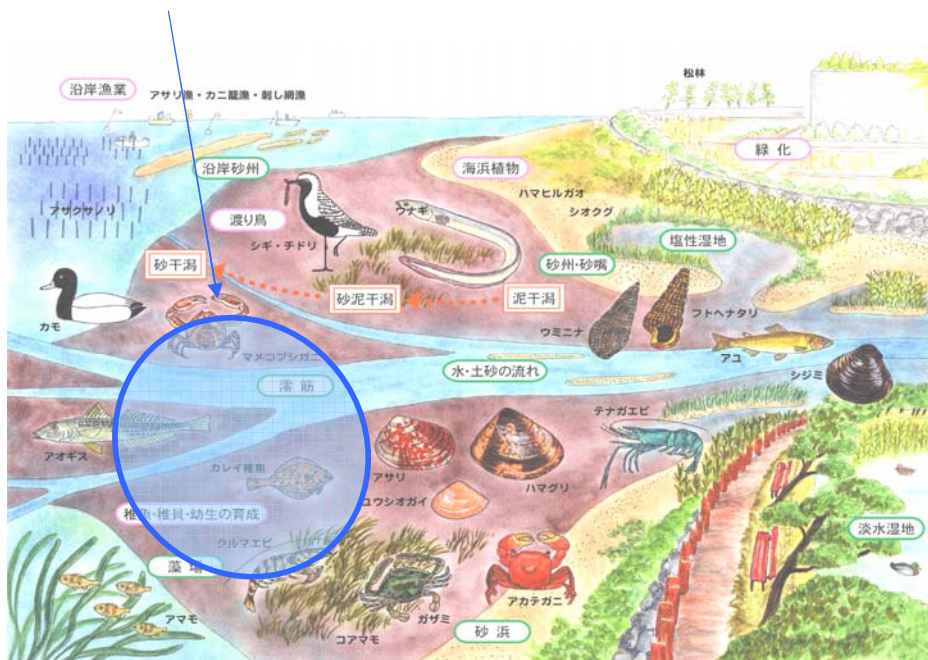 松林
沿岸漁業
アサリ漁・カニ籠漁・刺し網漁
緑 化
沿岸砂州
海浜植物
ハマヒルガオ
シオクグ
アサクサノリ
渡り鳥
ウナギ
シギ・チドリ
塩性湿地
砂干潟
砂州・砂嘴
砂泥干潟
泥干潟
カモ
フトヘナタリ
ウミニナ
マメコブシガニ
アユ
水・土砂の流れ
シジミ
澪 筋
テナガエビ
アオギス
カレイ稚魚
アサリ
ハマグリ
ユウシオガイ
稚魚・稚貝・幼生の育成
淡水湿地
クルマエビ
藻 場
アカテガニ
アマモ
ガザミ
コアマモ
砂 浜